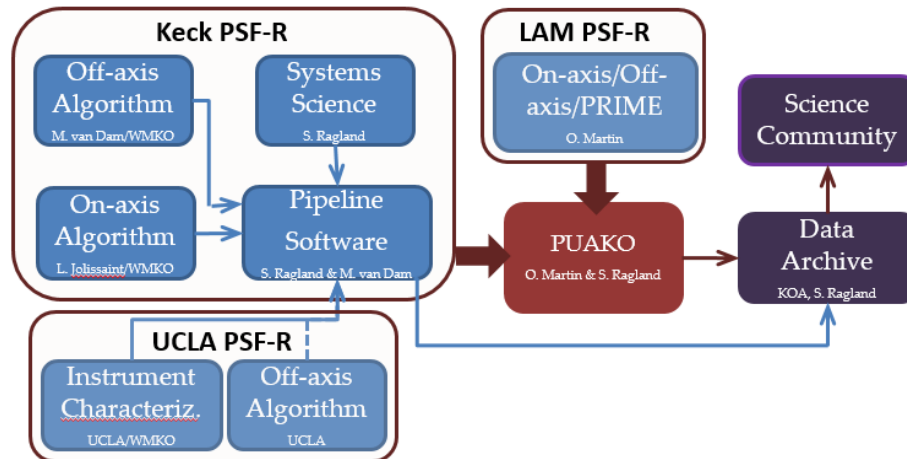 Keck PSF-R
Off-axis
Algorithm
M. van Dam/WMKO
Systems
Science
S. Ragland
On-axis
Algorithm
L. Jolissaint/WMKO
Pipeline
Software
S. Ragland & M. van Dam
UCLA PSF-R
Instrument
Characteriz.
UCLA/WMKO
Off-axis
Algorithm
UCLA
LAM PSF-R
On-axis/Off-
axis/PRIME
O. Martin
PUAKO
O. Martin & S. Ragland
Science
Community
Data
Archive
KOA, S. Ragland